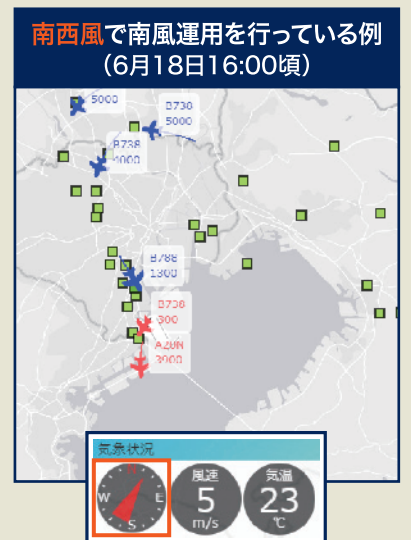 南西風で南風運用を行っている例
（6月18日16:00頃）
5000
B738
5000
B738
4000
B788
1300
B738
300
A20N
3900
気象状況
N
W
E
S
風速
5
m/s
気温
23
℃